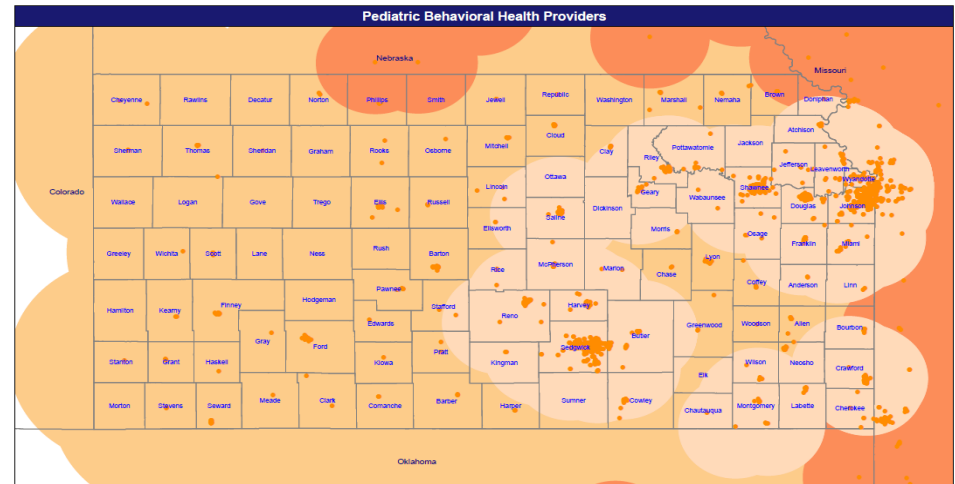 Pediatric Behavioral Health Providers
Nebraska
Missouri
Cheyenne Rawlins Decatur Norton Phillips Smith Jewell Republic Washington Marshall Nemaha Brown Doniphan
Atchison
Sherman Thomas Sheridan Graham Rooks Osborne Mitchell Cloud Clay Riley Pottawatomie Jackson
Jefferson Leavenworth
Colorado
Wallace Logan Gove Trego Ellis Russell Lincoln Ottawa Geary Wabaunsee Shawnee Douglas Johnson Wyandotte
Ellsworth Saline Dickinson Morris Osage
Greeley Wichita Scott Lane Ness Rush Barton Rice McPherson Marion Chase Lyon Franklin Miami
Coffey Anderson Linn
Hamilton Kearny Finney Hodgeman Pawnee Stafford Reno Harvey
Gray Ford Edwards Sedgwick Butler Greenwood Woodson Allen Bourbon
Stanton Grant Haskell Kiowa Pratt Kingman Elk Wilson Neosho Crawford
Morton Stevens Seward Meade Clark Comanche Barber Harper Sumner Cowley Chautauqua Montgomery Labette Cherokee
Oklahoma